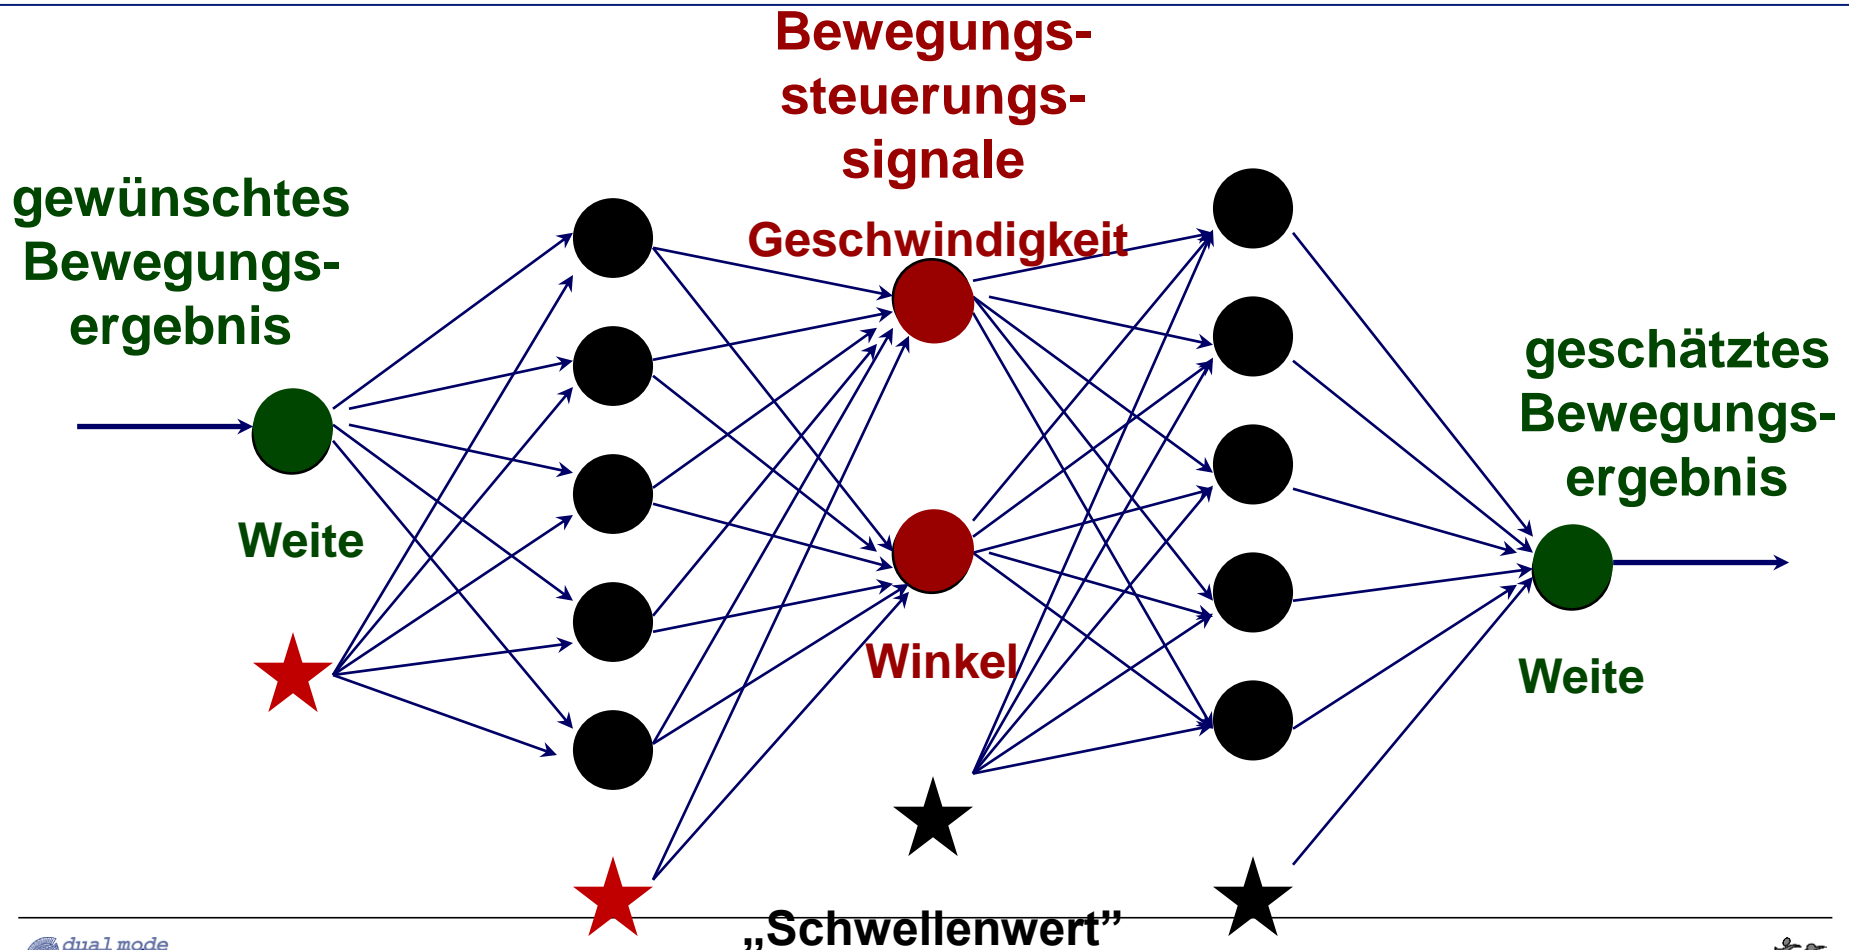 Bewegungs-
steuerungs-
signale
gewünschtes
Bewegungs-
ergebnis
Geschwindigkeit
geschätztes
Bewegungs-
ergebnis
Weite
Winkel
Weite
„Schwellenwert”
dual mode